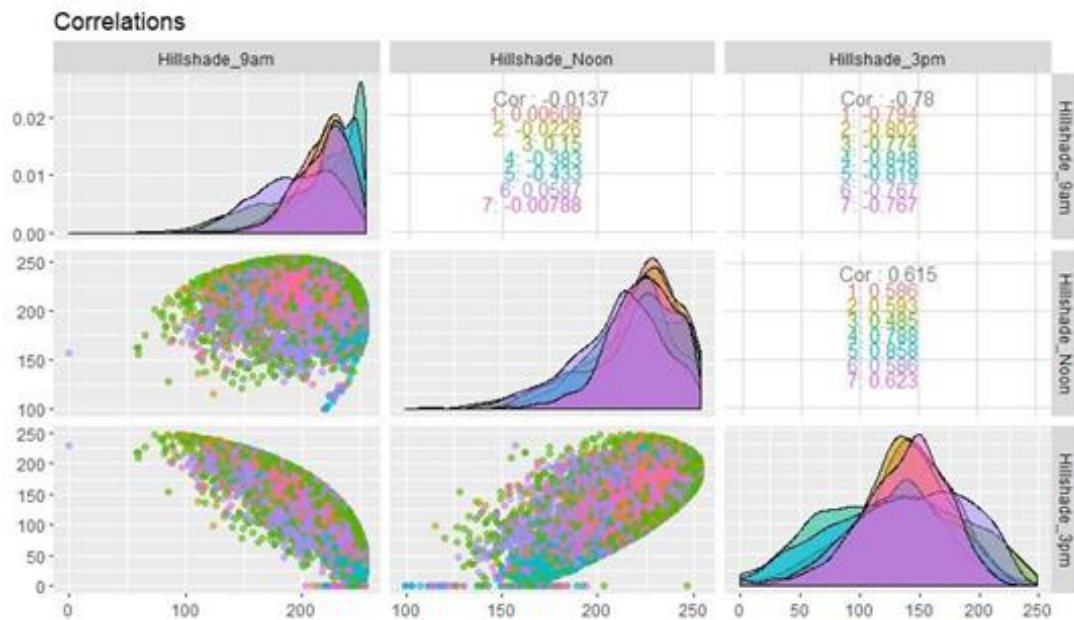 Correlations
Hillshade_9am Hillshade_Noon Hillshade_3pm
0.02
0.01
0.00
Cor : -0.0137
1: 0.00609
2: -0.0226
3: 0.15
4: -0.383
5: -0.433
6: 0.0587
7: -0.00788
Cor : -0.78
1: -0.794
2: -0.802
3: -0.774
4: -0.848
5: -0.819
6: -0.767
7: -0.767
Hillshade_9am
250
200
150
100
Cor : 0.615
1: 0.586
5: 0.658
6: 0.586
7: 0.623
Hillshade_Noon
250
200
150
100
50
0
Hillshade_3pm
0 100 200
100 150 200 250
0 50 100 150 200 250